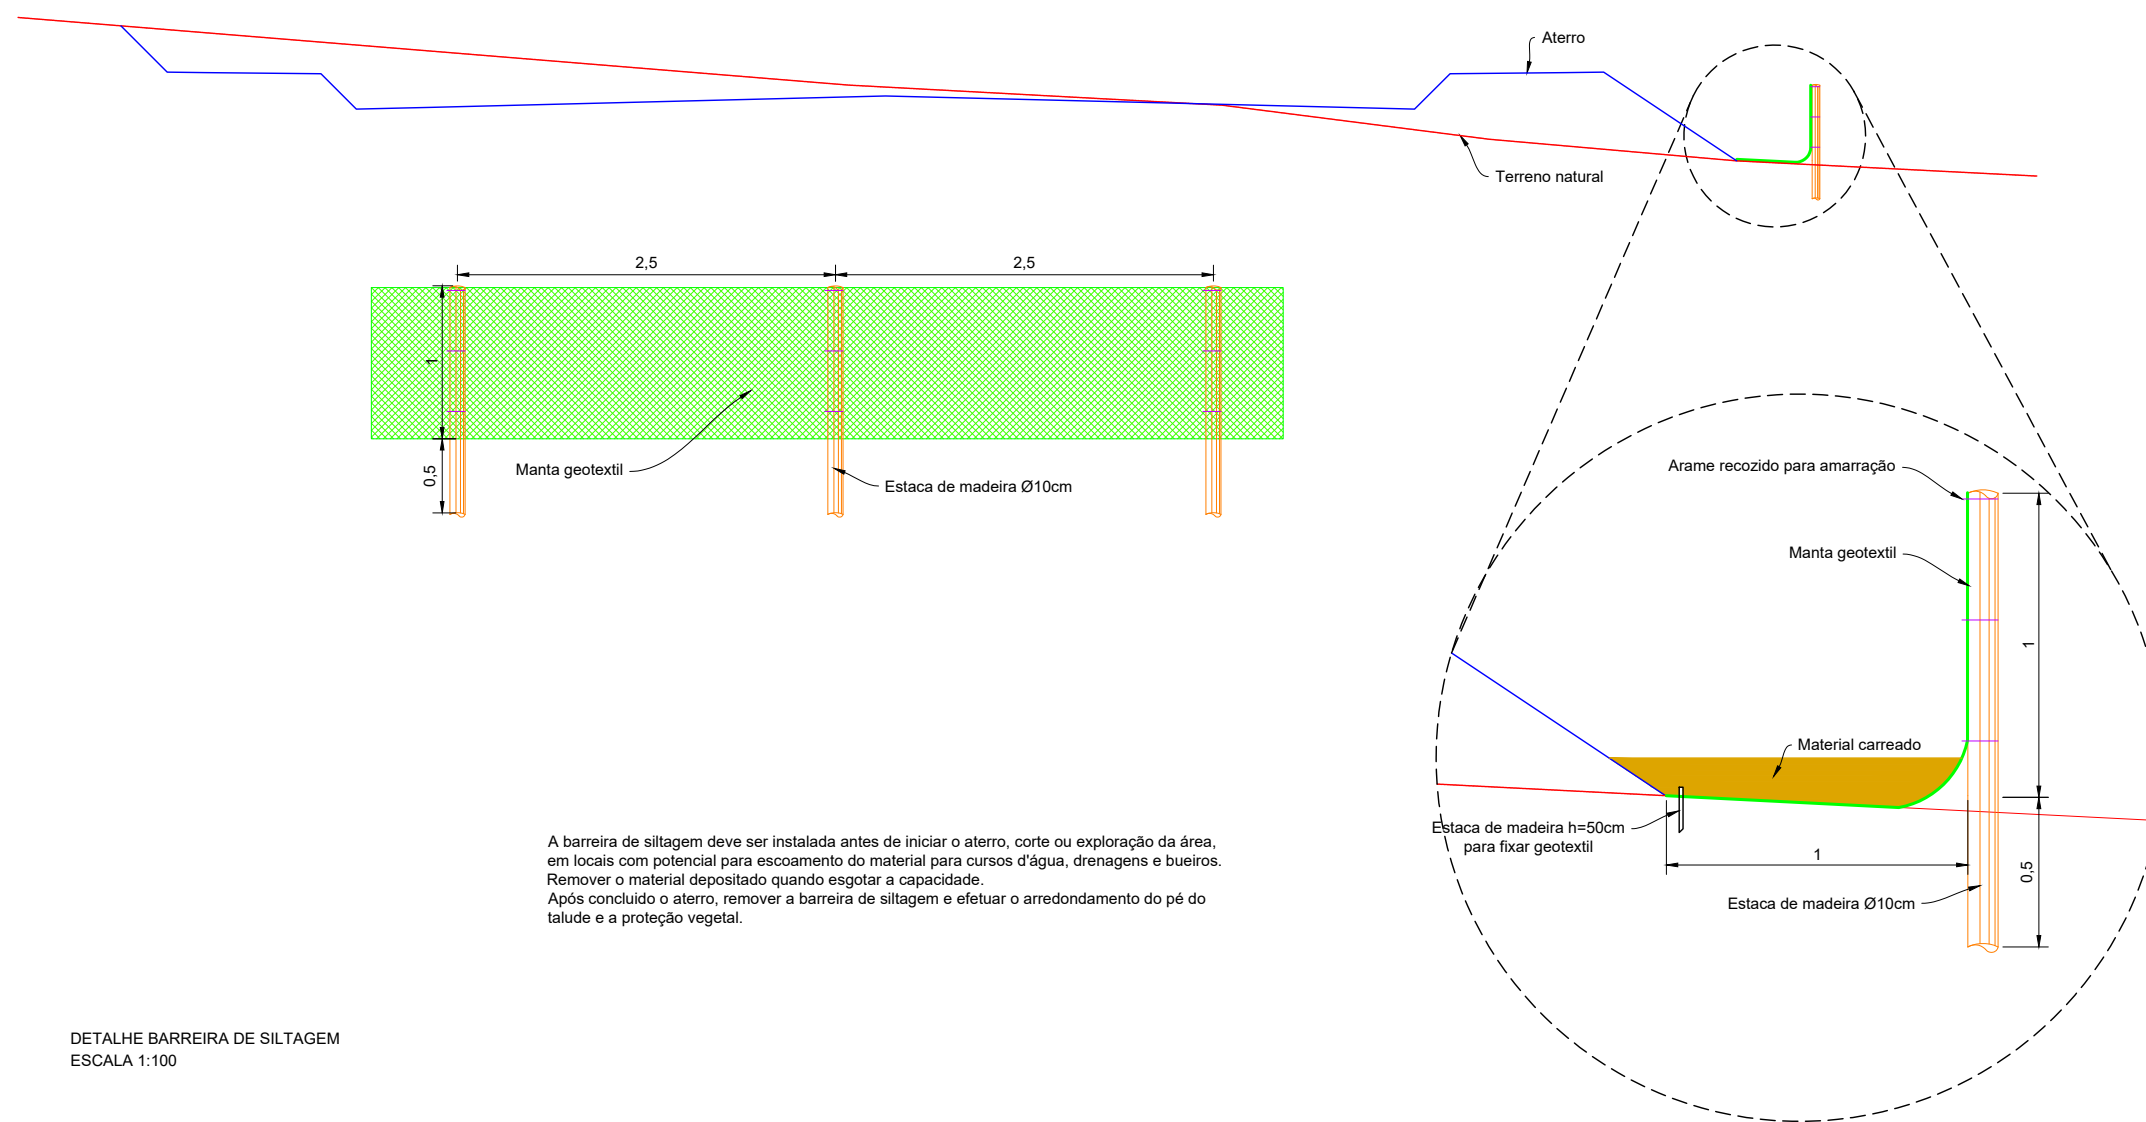 Aterro
Terreno natural
2,5
2,5
1
0,5
Manta geotextil
Estaca de madeira Ø10cm
Arame recozido para amarração
Manta geotextil
1
Material carreado
Estaca de madeira h=50cm
para fixar geotextil
1
0,5
Estaca de madeira Ø10cm
A barreira de siltagem deve ser instalada antes de iniciar o aterro, corte ou exploração da área,
em locais com potencial para escoamento do material para cursos d'água, drenagens e bueiros.
Remover o material depositado quando esgotar a capacidade.
Após concluido o aterro, remover a barreira de siltagem e efetuar o arredondamento do pé do
talude e a proteção vegetal.
DETALHE BARREIRA DE SILTAGEM
ESCALA 1:100